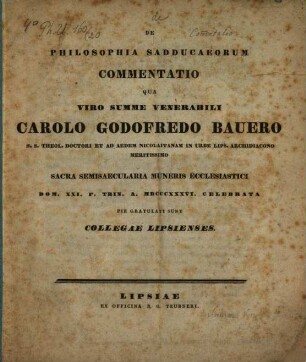 DE
PHILOSOPHIA SADDUCAEORUM
COMMENTATIO
QUA
VIRO SUMME VENERABILI
CAROLO GODOFREDO BAUERO
S. S. THEOL. DOCTORI ET AD AEDEM NICOLAITANAM IN URBE LIPS. ARCHIDIACONO
MERITISSIMO
SACRA SEMISAECULARIA MUNERIS ECCLESIASTICI
DOM. XXI. P. TRIN. A. MDCCCXXXVI. CELEBRATA
PIE GRATULATI SUNT
COLLEGAE LIPSIENSES.
LIPSIAE
EX OFFICINA B. G. TEUBNERI.